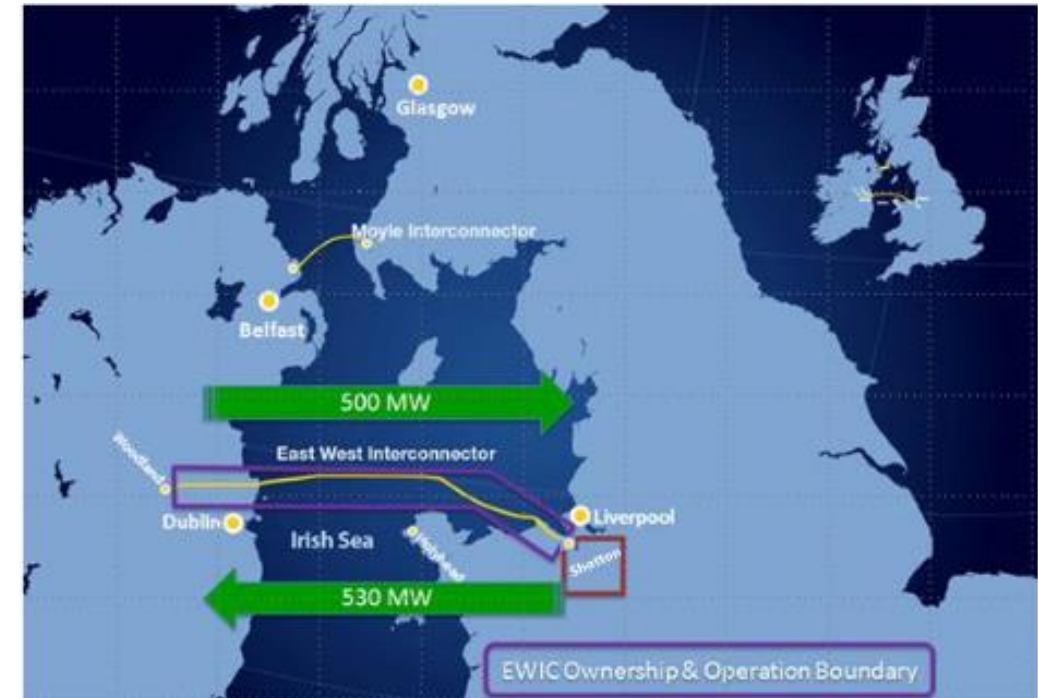 Glasgow
Moyle Interconnector
Belfast
500 MW
East West Interconnector
Woodland
Dublin
Liverpool
Irish Sea
Holyhead
Shotton
530 MW
EWIC Ownership & Operation Boundary